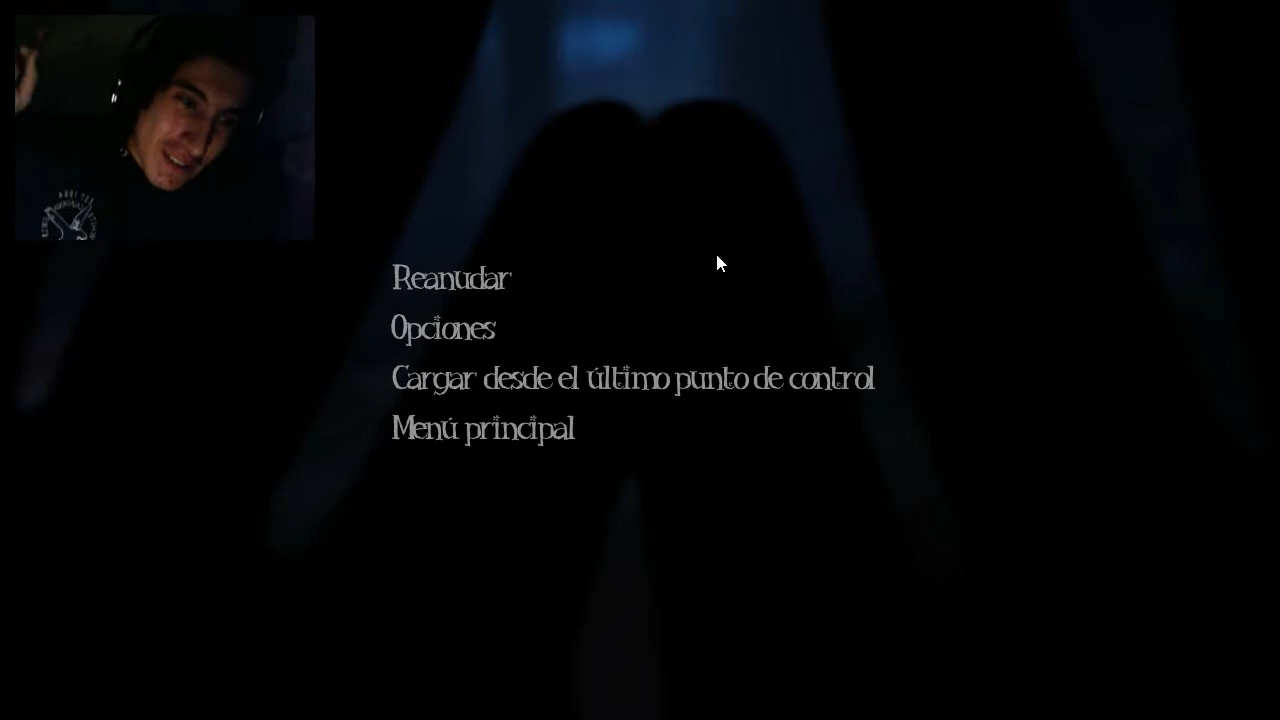 Reanudar
Opciones
Cargar desde el último punto de control
Menú principal